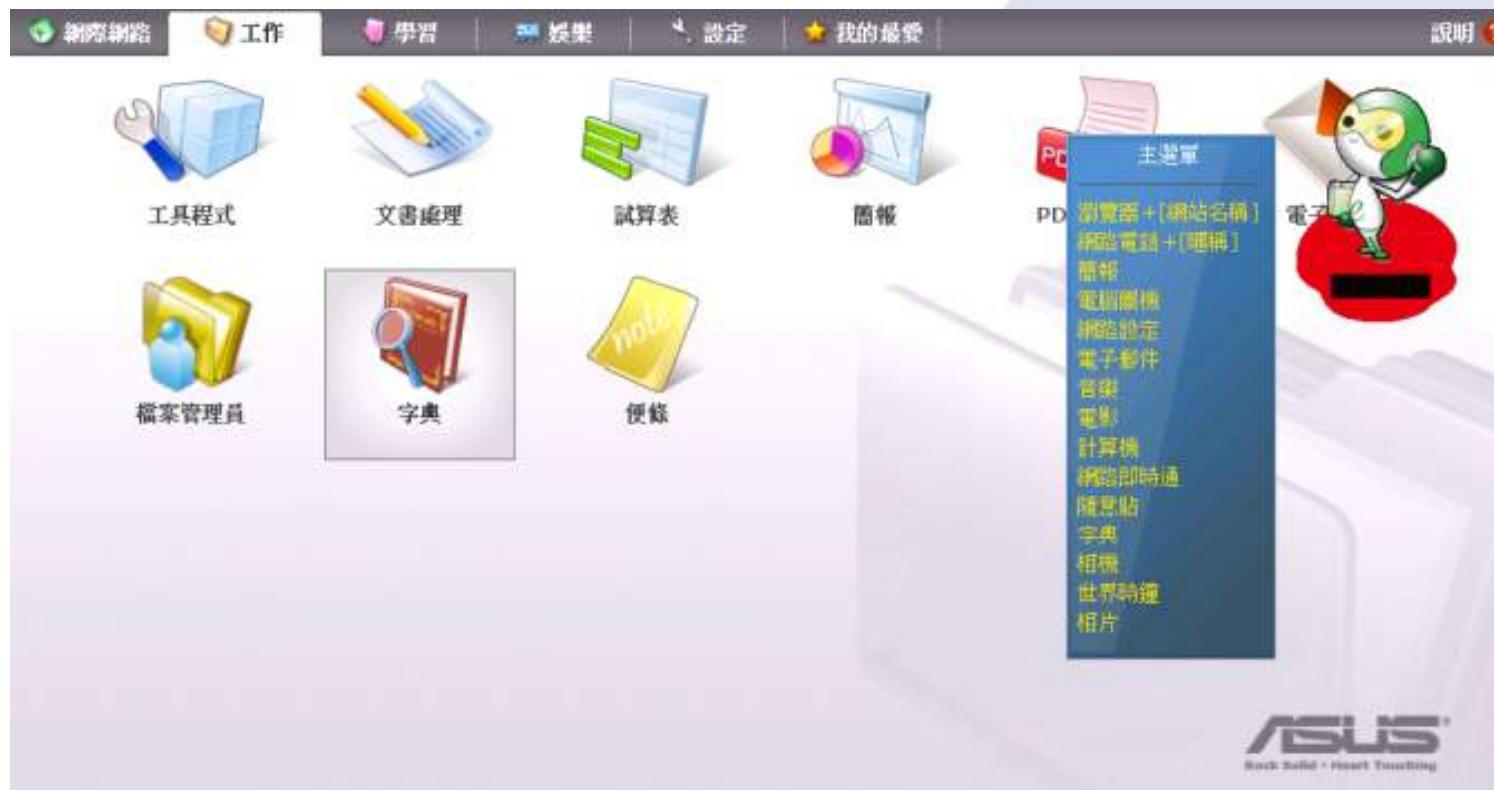 網際網路
工作
學習
娛樂
設定
我的最愛
說明
工具程式
文書處理
試算表
簡報
PD
電子
檔案管理員
字典
note
便條
主選單
瀏覽器+[網站名稱]
網路電話+[暱稱]
簡報
電腦關機
網路設定
電子郵件
音樂
電影
計算機
網路即時通
隨意貼
字典
相機
世界時鐘
相片
ASUS
Rock Solid · Heart Touching